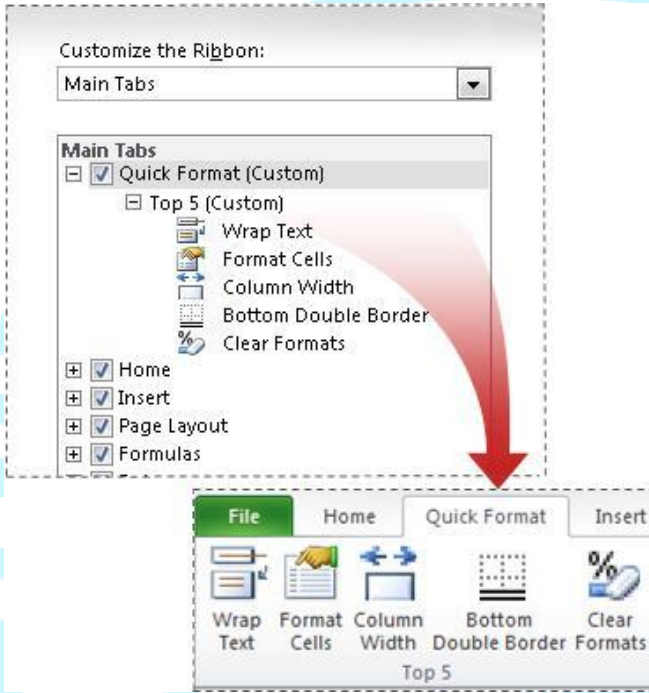 Customize the Ribbon:
Main Tabs
Main Tabs
Quick Format (Custom)
Top 5 (Custom)
Wrap Text
Format Cells
Column Width
Bottom Double Border
Clear Formats
Home
Insert
Page Layout
Formulas
File Home Quick Format Insert
Wrap Format Column Bottom Clear
Text Cells Width Double Border Formats
Top 5